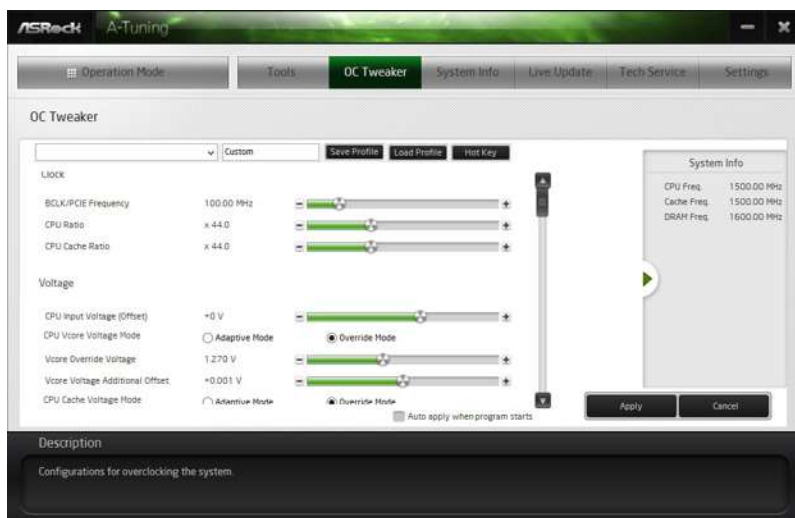 ASRock A-Tuning
Operation Mode Tools OC Tweaker System Info Live Update Tech Service Settings
OC Tweaker
Custom Save Profile Load Profile Hot Key
Clock
BCLK/PCIE Frequency 100.00 MHz
CPU Ratio x 44.0
CPU Cache Ratio x 44.0
Voltage
CPU Input Voltage (Offset) +0 V
CPU Vcore Voltage Mode Adaptive Mode Override Mode
Vcore Override Voltage 1.270 V
Vcore Voltage Additional Offset +0.001 V
CPU Cache Voltage Mode Adaptive Mode Override Mode
Auto apply when program starts
System Info
CPU Freq. 1500.00 MHz
Cache Freq. 1500.00 MHz
DRAM Freq. 1600.00 MHz
Apply Cancel
Description
Configurations for overclocking the system.